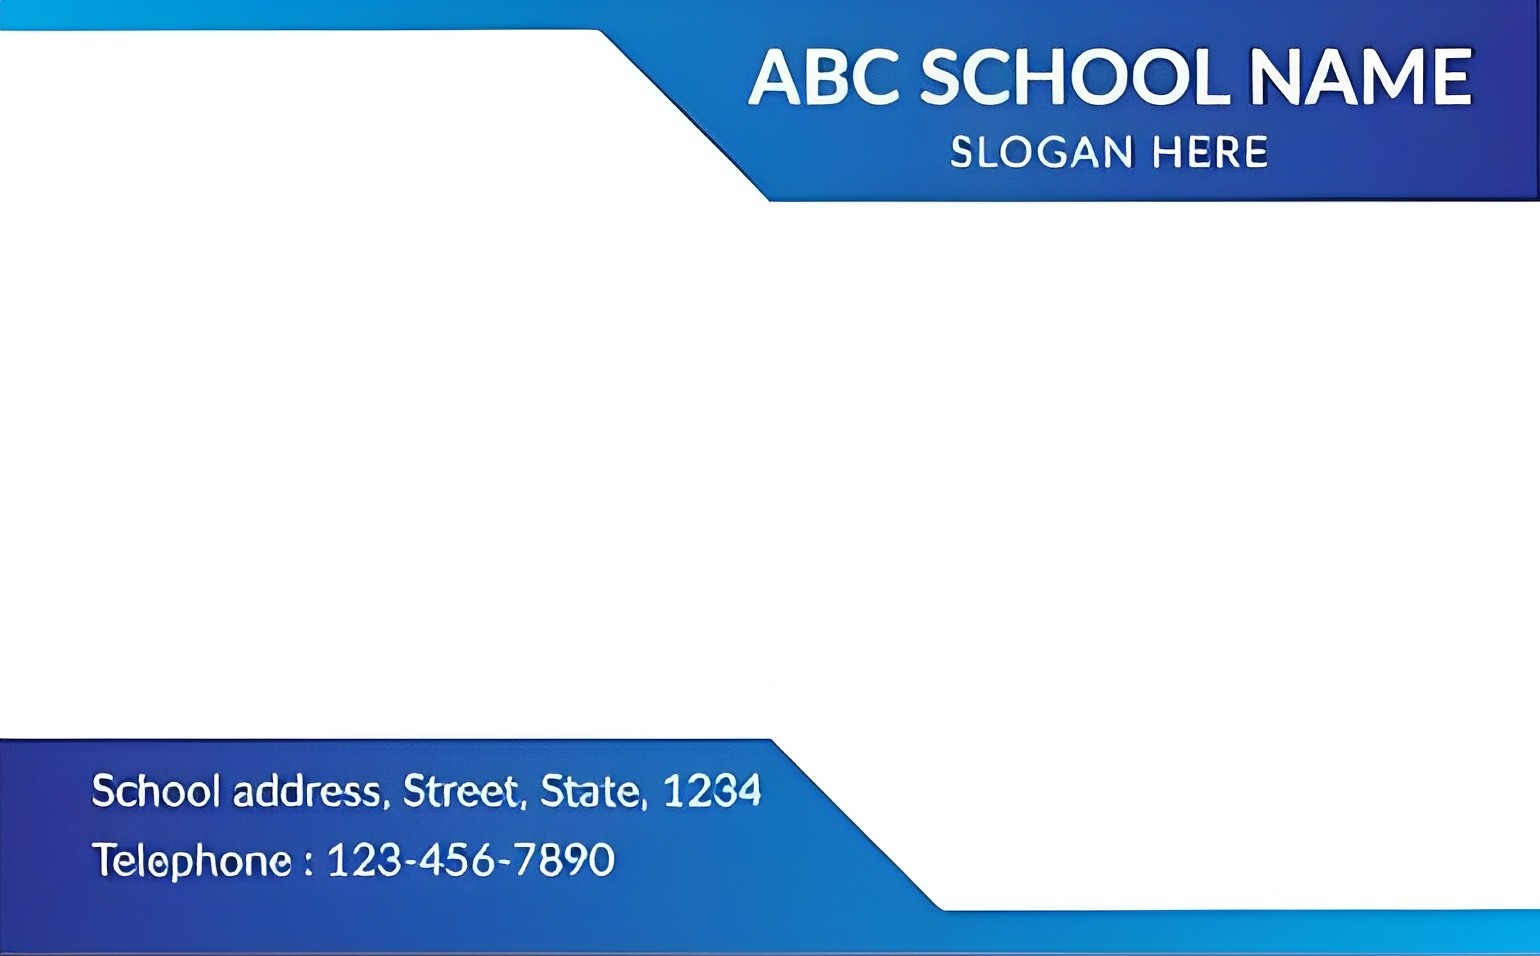 ABC SCHOOL NAME
SLOGAN HERE
School address, Street, State, 1234
Telephone : 123-456-7890